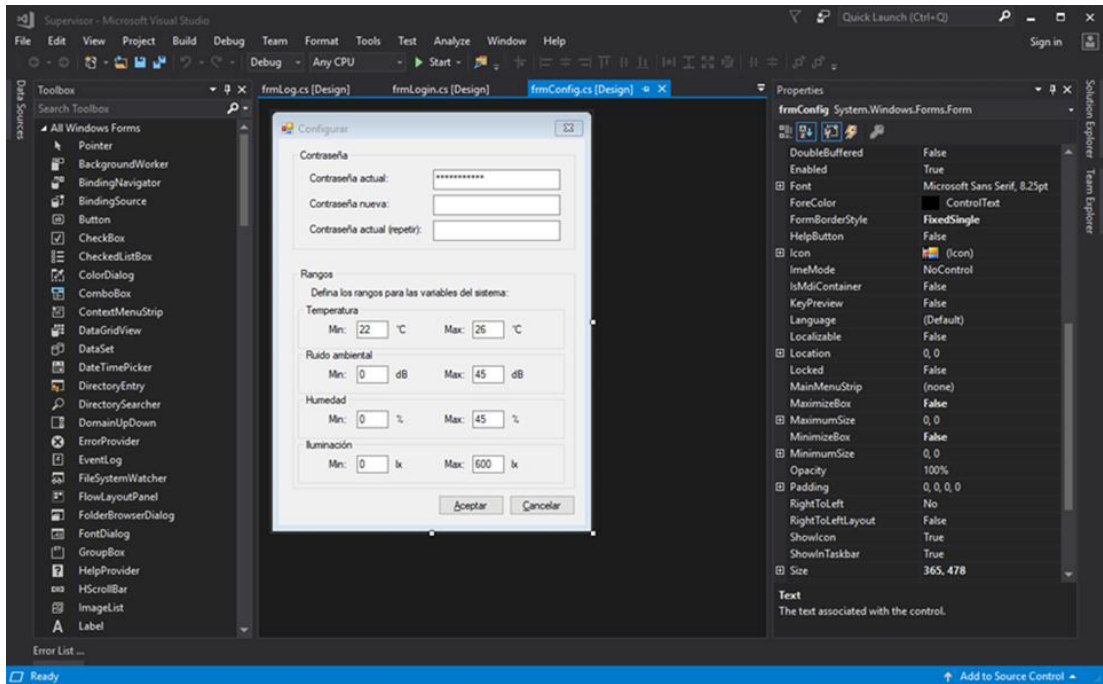 Supervisor - Microsoft Visual Studio
Quick Launch (Ctrl+Q)
File Edit View Project Build Debug Team Format Tools Test Analyze Window Help
Sign in
Debug Any CPU Start
Data Sources
Toolbox
Search Toolbox
All Windows Forms
Pointer
BackgroundWorker
BindingNavigator
BindingSource
Button
CheckBox
CheckedListBox
ColorDialog
ComboBox
ContextMenuStrip
DataGridView
DataSet
DateTimePicker
DirectoryEntry
DirectorySearcher
DomainUpDown
ErrorProvider
EventLog
FileSystemWatcher
FlowLayoutPanel
FolderBrowserDialog
FontDialog
GroupBox
HelpProvider
HScrollBar
ImageList
Label
frmLog.cs [Design] frmLogin.cs [Design] frmConfig.cs [Design]
Configurar
Contraseña
Contraseña actual: ***********
Contraseña nueva:
Contraseña actual (repetir):
Rangos
Defina los rangos para las variables del sistema:
Temperatura
Min: 22 °C Max: 26 °C
Ruido ambiental
Min: 0 dB Max: 45 dB
Humedad
Min: 0 % Max: 45 %
Iluminación
Min: 0 lx Max: 600 lx
Aceptar Cancelar
Properties
frmConfig System.Windows.Forms.Form
DoubleBuffered False
Enabled True
Font Microsoft Sans Serif, 8.25pt
ForeColor ControlText
FormBorderStyle FixedSingle
HelpButton False
Icon (Icon)
ImeMode NoControl
IsMdiContainer False
KeyPreview False
Language (Default)
Localizable False
Location 0, 0
Locked False
MainMenuStrip (none)
MaximizeBox False
MaximumSize 0, 0
MinimizeBox False
MinimumSize 0, 0
Opacity 100%
Padding 0, 0, 0, 0
RightToLeft No
RightToLeftLayout False
ShowIcon True
ShowInTaskbar True
Size 365, 478
Text
The text associated with the control.
Solution Explorer
Team Explorer
Error List ...
Ready
Add to Source Control